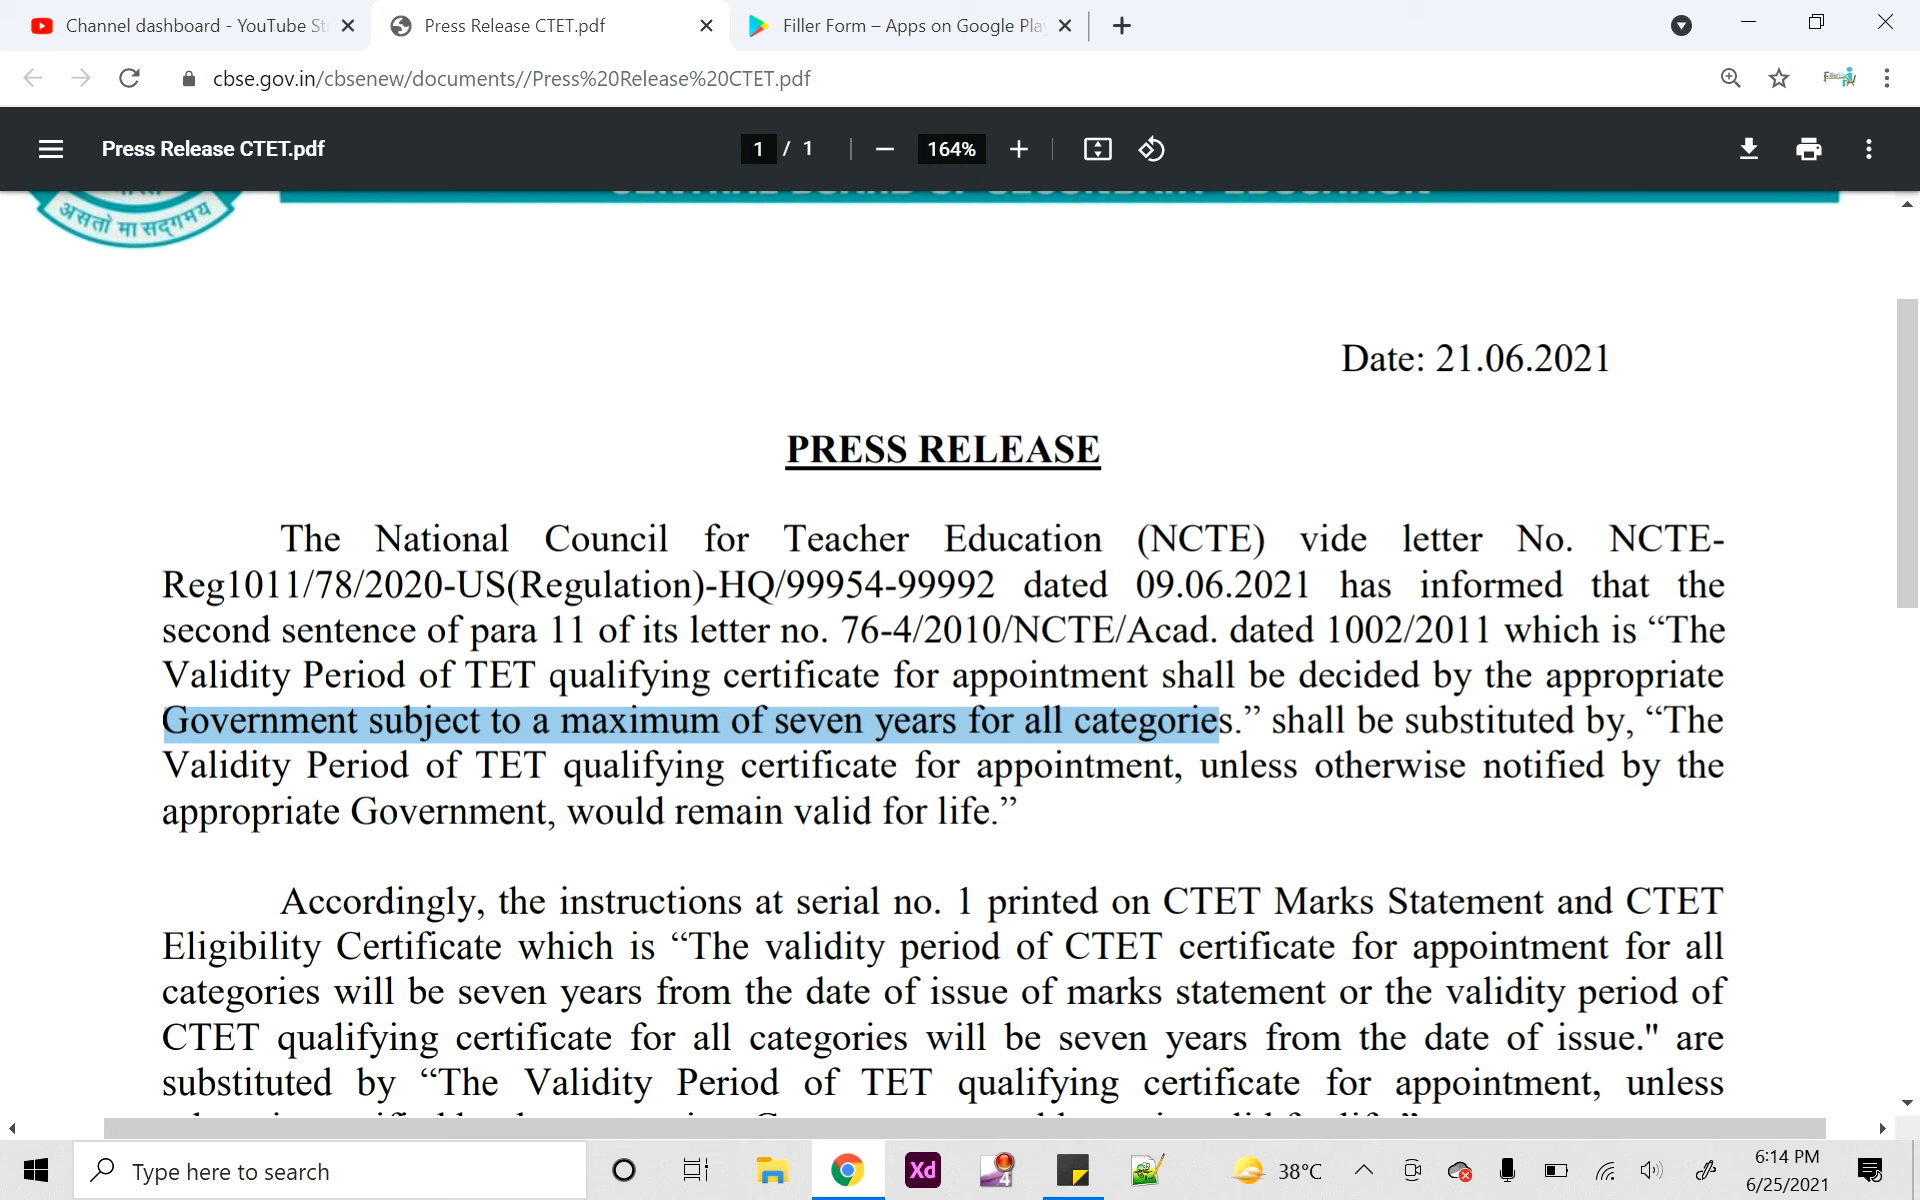 Channel dashboard - YouTube St
Press Release CTET.pdf
Filler Form – Apps on Google Pla
cbse.gov.in/cbsenew/documents//Press%20Release%20CTET.pdf
Press Release CTET.pdf
1 / 1
164%
CENTRAL BOARD OF SECONDARY EDUCATION
असतो मा सद्गमय
Date: 21.06.2021
PRESS RELEASE
The National Council for Teacher Education (NCTE) vide letter No. NCTE-
Reg1011/78/2020-US(Regulation)-HQ/99954-99992 dated 09.06.2021 has informed that the
second sentence of para 11 of its letter no. 76-4/2010/NCTE/Acad. dated 1002/2011 which is “The
Validity Period of TET qualifying certificate for appointment shall be decided by the appropriate
Government subject to a maximum of seven years for all categories.” shall be substituted by, “The
Validity Period of TET qualifying certificate for appointment, unless otherwise notified by the
appropriate Government, would remain valid for life.”
Accordingly, the instructions at serial no. 1 printed on CTET Marks Statement and CTET
Eligibility Certificate which is “The validity period of CTET certificate for appointment for all
categories will be seven years from the date of issue of marks statement or the validity period of
CTET qualifying certificate for all categories will be seven years from the date of issue." are
substituted by “The Validity Period of TET qualifying certificate for appointment, unless
Type here to search
Xd
4
38°C
6:14 PM
6/25/2021